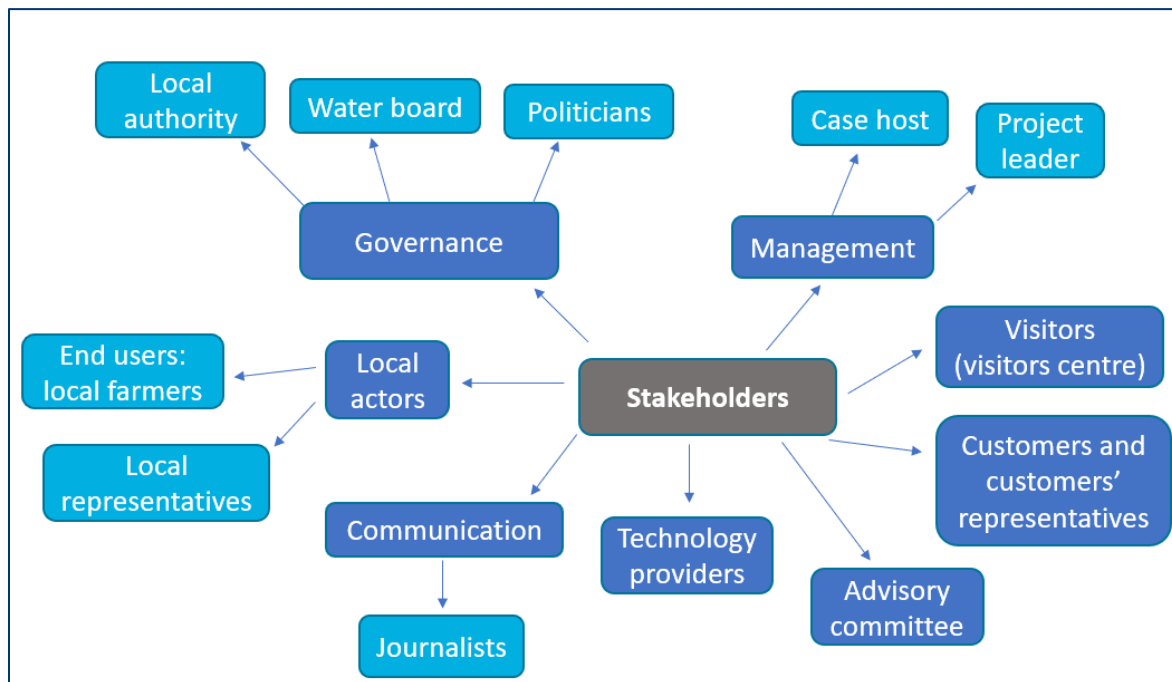 Local
authority
Water board
Politicians
Case host
Project
leader
Governance
Management
End users:
local farmers
Local
actors
Stakeholders
Visitors
(visitors centre)
Local
representatives
Customers and
customers’
representatives
Communication
Technology
providers
Advisory
committee
Journalists